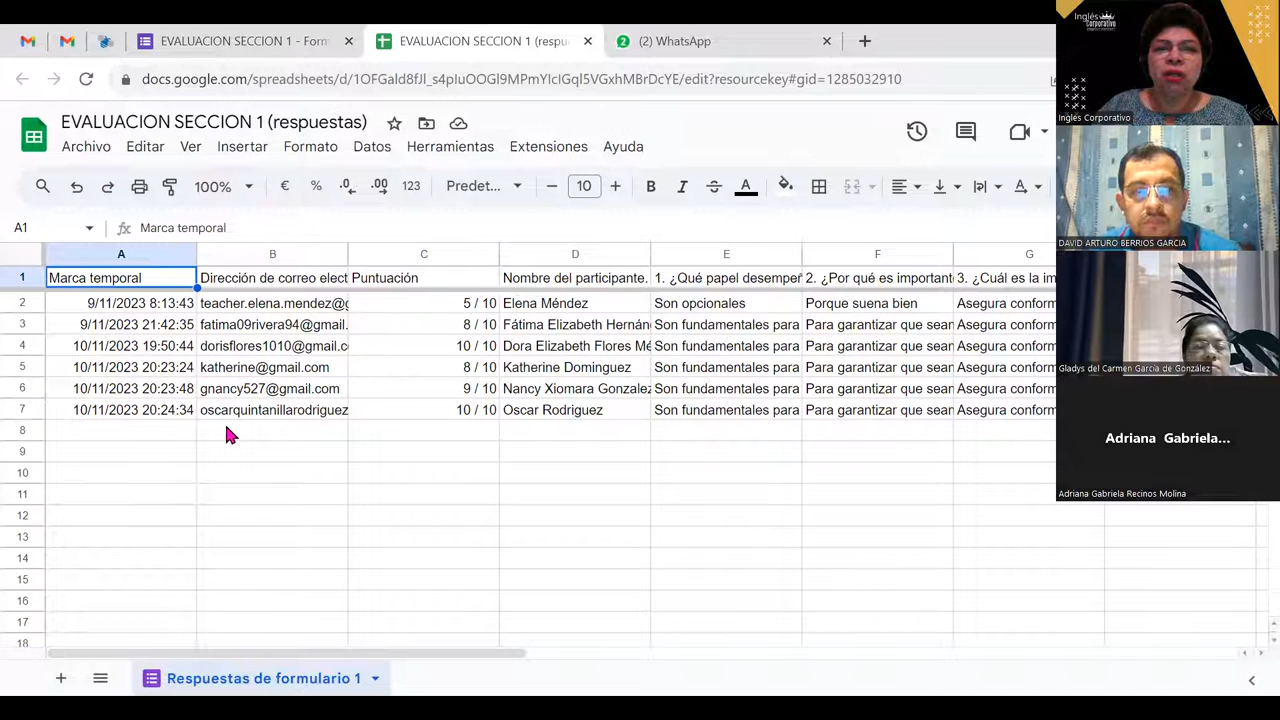 EVALUACION SECCION 1 - Forn
EVALUACION SECCION 1 (respu
(2) WhatsApp
docs.google.com/spreadsheets/d/
/edit?resourcekey#gid=1285032910
EVALUACION SECCION 1 (respuestas)
Archivo Editar Ver Insertar Formato Datos Herramientas Extensiones Ayuda
100% € % .0 .00 123 Predet... 10 B I A
A1 fx Marca temporal
A B C D E F G
1 Marca temporal Dirección de correo elect Puntuación Nombre del participante. 1. ¿Qué papel desemper 2. ¿Por qué es importante 3. ¿Cuál es la im
2 9/11/2023 8:13:43 teacher.elena.mendez@g 5 / 10 Elena Méndez Son opcionales Porque suena bien Asegura conform
3 9/11/2023 21:42:35 fatima09rivera94@gmail. 8 / 10 Fátima Elizabeth Hernán Son fundamentales para Para garantizar que sean Asegura conform
4 10/11/2023 19:50:44 dorisflores1010@gmail.c 10 / 10 Dora Elizabeth Flores Me Son fundamentales para Para garantizar que sean Asegura conform
5 10/11/2023 20:23:24 katherine@gmail.com 8 / 10 Katherine Dominguez Son fundamentales para Para garantizar que sean Asegura conform
6 10/11/2023 20:23:48 gnancy527@gmail.com 9 / 10 Nancy Xiomara Gonzalez Son fundamentales para Para garantizar que sean Asegura conform
7 10/11/2023 20:24:34 oscarquintanillarodriguez 10 / 10 Oscar Rodriguez Son fundamentales para Para garantizar que sean Asegura conform
8
9
10
11
12
13
14
15
16
17
18
Respuestas de formulario 1
Inglés
Corporativo
Inglés Corporativo
DAVID ARTURO BERRIOS GARCIA
Gladys del Carmen García de González
Adriana Gabriela...
Adriana Gabriela Recinos Molina